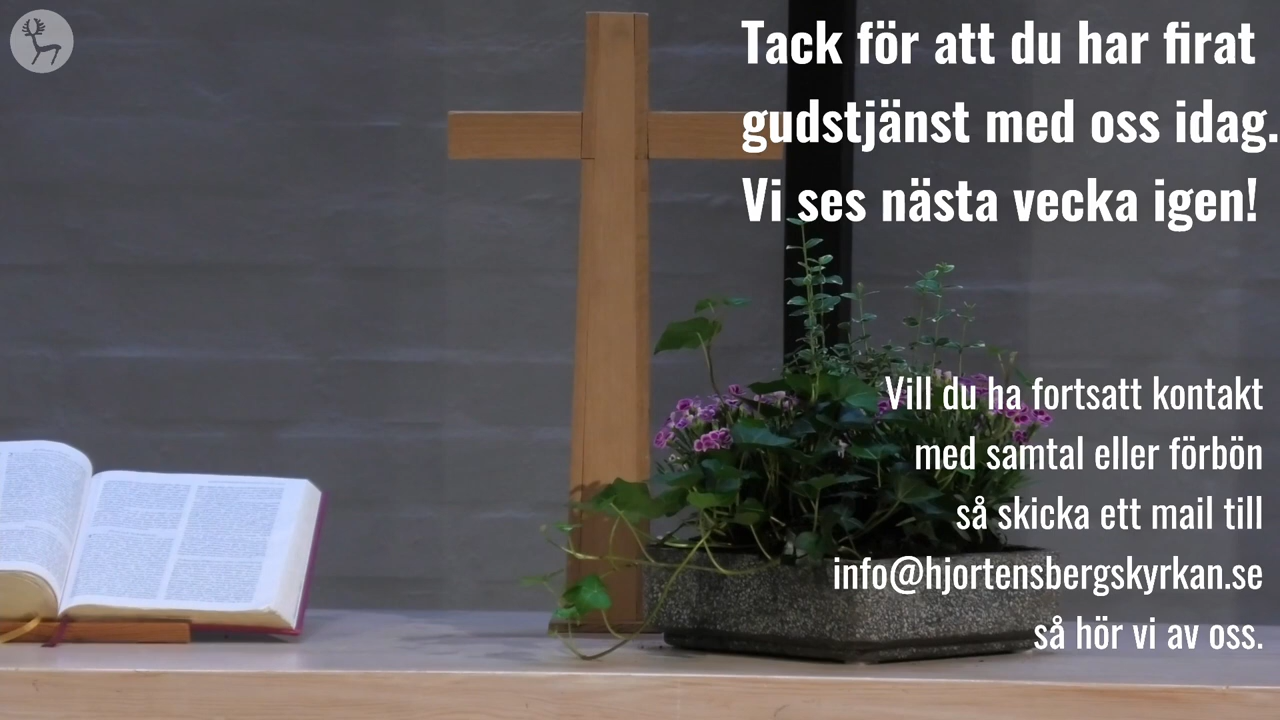 Tack för att du har firat
gudstjänst med oss idag.
Vi ses nästa vecka igen!
Vill du ha fortsatt kontakt
med samtal eller förbön
så skicka ett mail till
info@hjortensbergskyrkan.se
så hör vi av oss.